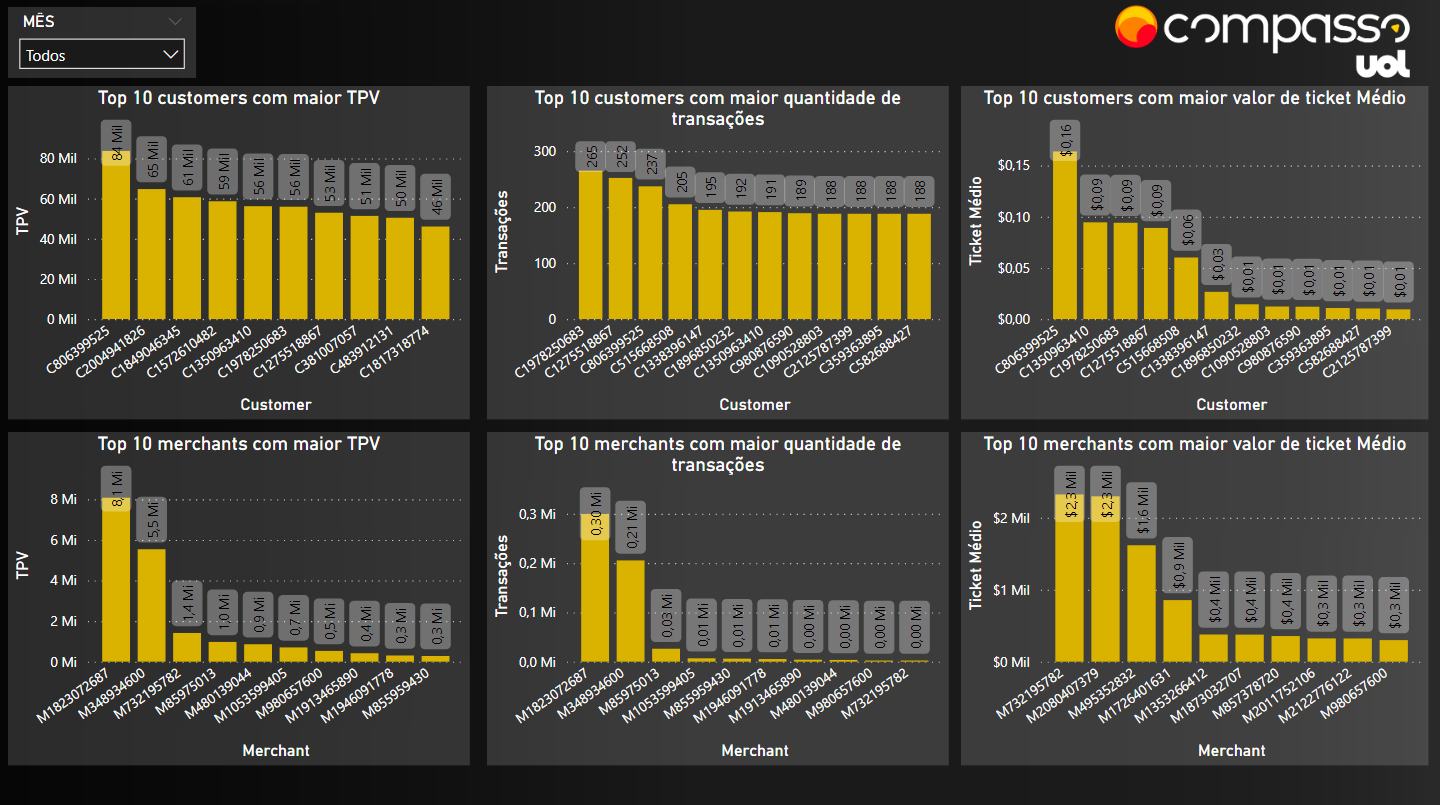 MÊS
Todos
compasso
uol
Top 10 customers com maior TPV
TPV
80 Mil
60 Mil
40 Mil
20 Mil
0 Mil
84 Mil
65 Mil
61 Mil
59 Mil
56 Mil
56 Mil
53 Mil
51 Mil
50 Mil
46 Mil
C806399525
C2004941826
C1849046345
C1572610482
C1350963410
C1978250683
C1275518867
C381007057
C483912131
C1817318774
Customer
Top 10 customers com maior quantidade de
transações
Transações
300
200
100
0
265
252
237
205
195
192
191
189
188
188
188
188
C1978250683
C1275518867
C806399525
C515668508
C1338396147
C1896850232
C1350963410
C980876590
C1090528803
C2125787399
C359363895
C582688427
Customer
Top 10 customers com maior valor de ticket Médio
Ticket Médio
$0,15
$0,10
$0,05
$0,00
$0,16
$0,09
$0,09
$0,09
$0,06
$0,03
$0,01
$0,01
$0,01
$0,01
$0,01
$0,01
C806399525
C1350963410
C1978250683
C1275518867
C515668508
C1338396147
C1896850232
C1090528803
C980876590
C359363895
C582688427
C2125787399
Customer
Top 10 merchants com maior TPV
TPV
8 Mi
6 Mi
4 Mi
2 Mi
0 Mi
8,1 Mi
5,5 Mi
1,4 Mi
1,0 Mi
0,9 Mi
0,7 Mi
0,5 Mi
0,4 Mi
0,3 Mi
0,3 Mi
M1823072687
M348934600
M732195782
M85975013
M480139044
M1053599405
M980657600
M1913465890
M1946091778
M855959430
Merchant
Top 10 merchants com maior quantidade de
transações
Transações
0,3 Mi
0,2 Mi
0,1 Mi
0,0 Mi
0,30 Mi
0,21 Mi
0,03 Mi
0,01 Mi
0,01 Mi
0,01 Mi
0,00 Mi
0,00 Mi
0,00 Mi
0,00 Mi
M1823072687
M348934600
M85975013
M1053599405
M855959430
M1946091778
M1913465890
M480139044
M980657600
M732195782
Merchant
Top 10 merchants com maior valor de ticket Médio
Ticket Médio
$2 Mil
$1 Mil
$0 Mil
$2,3 Mil
$2,3 Mil
$1,6 Mil
$0,9 Mil
$0,4 Mil
$0,4 Mil
$0,4 Mil
$0,3 Mil
$0,3 Mil
$0,3 Mil
M732195782
M2080407379
M495352832
M1726401631
M1353266412
M1873032707
M857378720
M2011752106
M2122776122
M980657600
Merchant